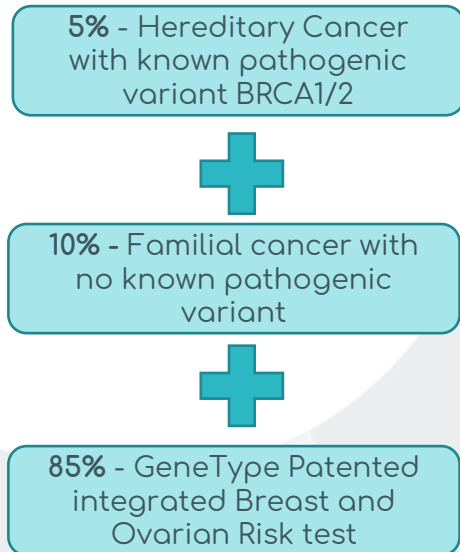 5% - Hereditary Cancer
with known pathogenic
variant BRCA1/2
10% - Familial cancer with
no known pathogenic
variant
85% - GeneType Patented
integrated Breast and
Ovarian Risk test